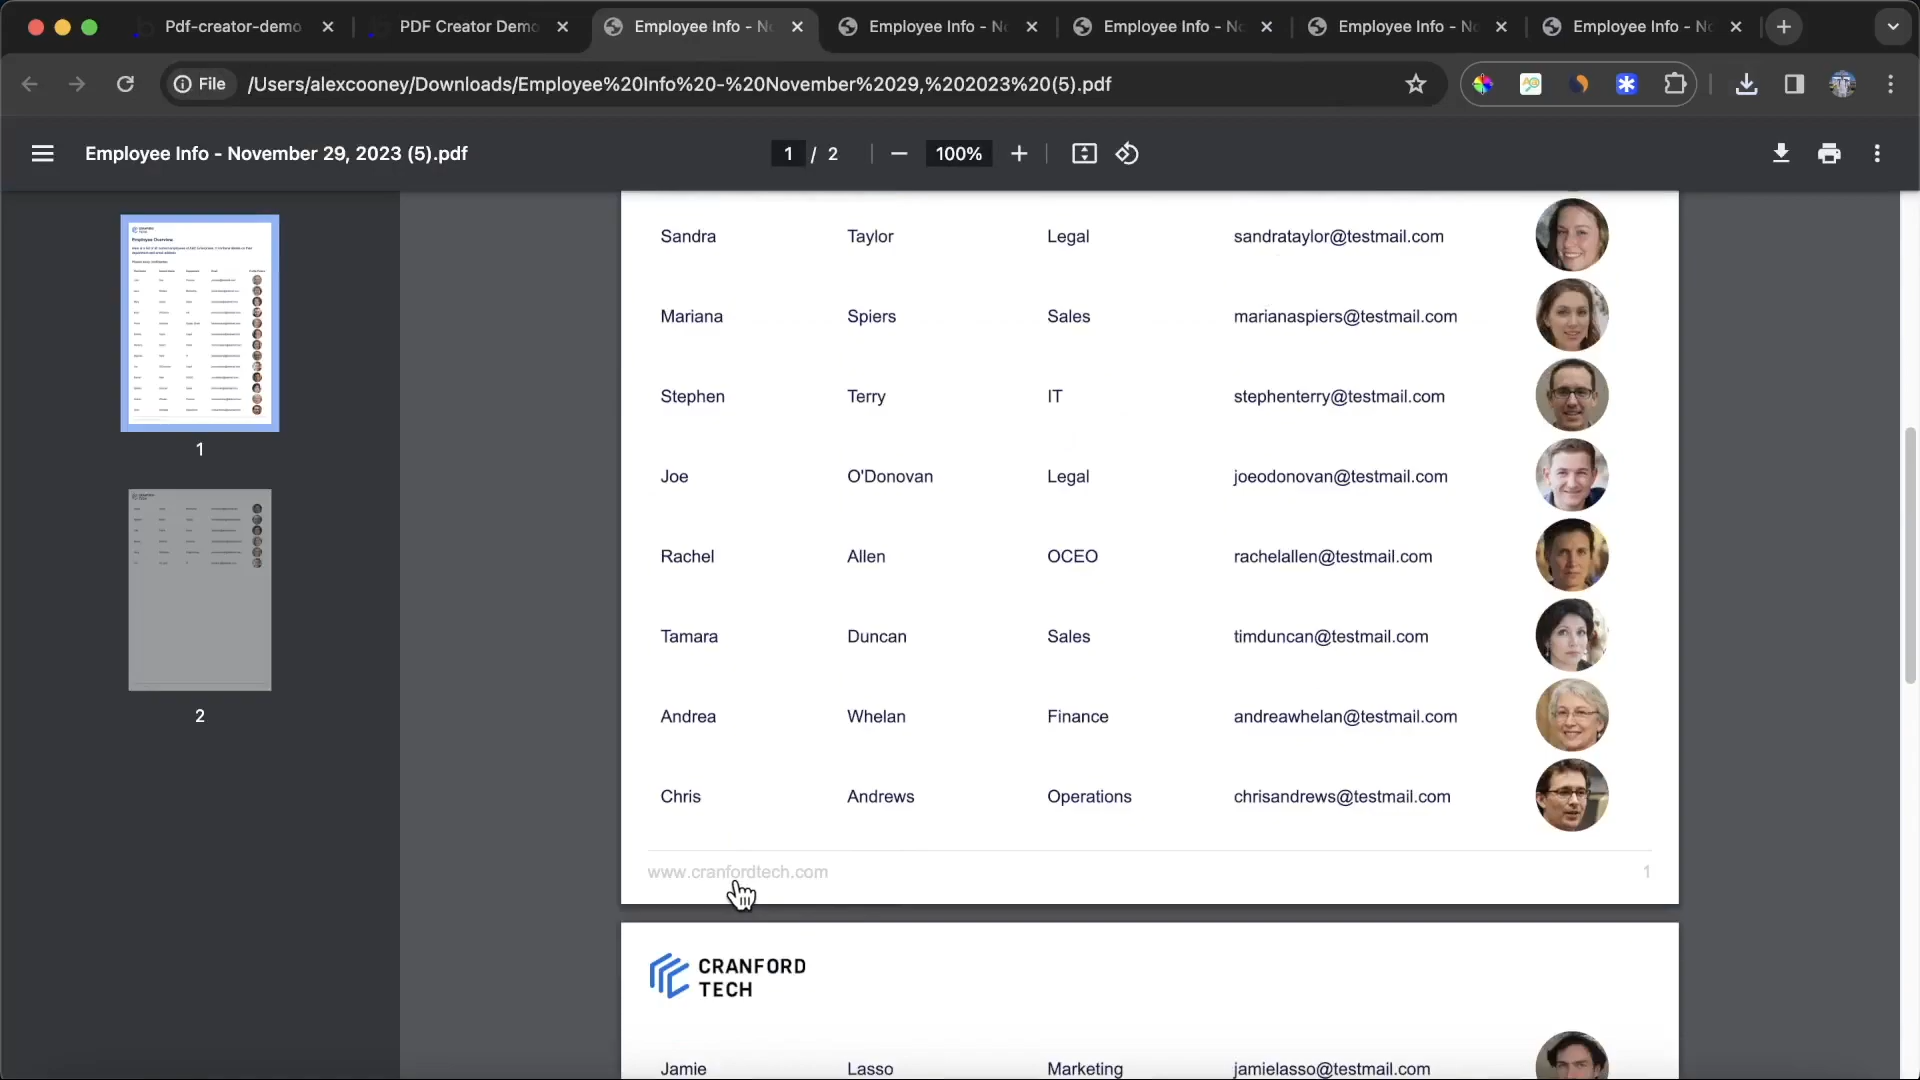 Pdf-creator-demo
PDF Creator Demo
Employee Info - N
Employee Info - N
Employee Info - N
Employee Info - N
Employee Info - N
File
/Users/alexcooney/Downloads/Employee%20Info%20-%20November%2029,%202023%20(5).pdf
Employee Info - November 29, 2023 (5).pdf
1 / 2
100%
Employee Overview
1
2
Sandra Taylor Legal sandrataylor@testmail.com
Mariana Spiers Sales marianaspiers@testmail.com
Stephen Terry IT stephenterry@testmail.com
Joe O'Donovan Legal joeodonovan@testmail.com
Rachel Allen OCEO rachelallen@testmail.com
Tamara Duncan Sales timduncan@testmail.com
Andrea Whelan Finance andreawhelan@testmail.com
Chris Andrews Operations chrisandrews@testmail.com
www.cranfordtech.com 1
CRANFORD
TECH
Jamie Lasso Marketing jamielasso@testmail.com